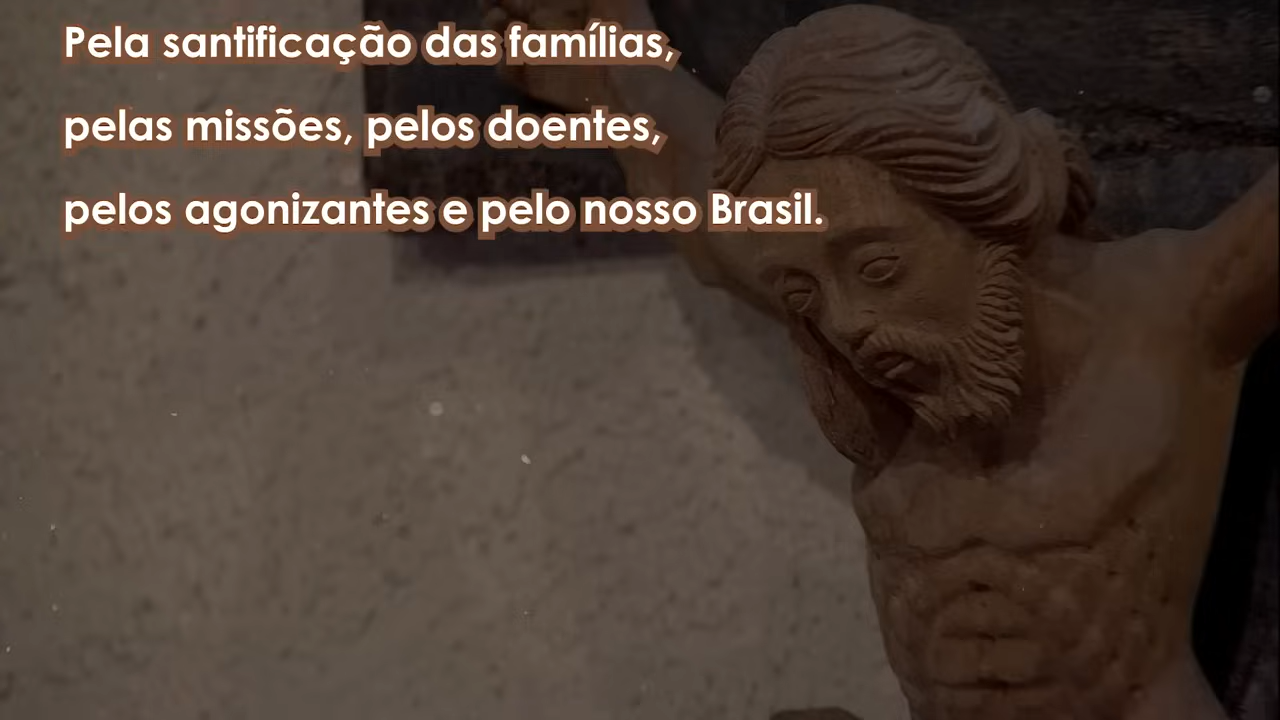 Pela santificação das famílias,
pelas missões, pelos doentes,
pelos agonizantes e pelo nosso Brasil.